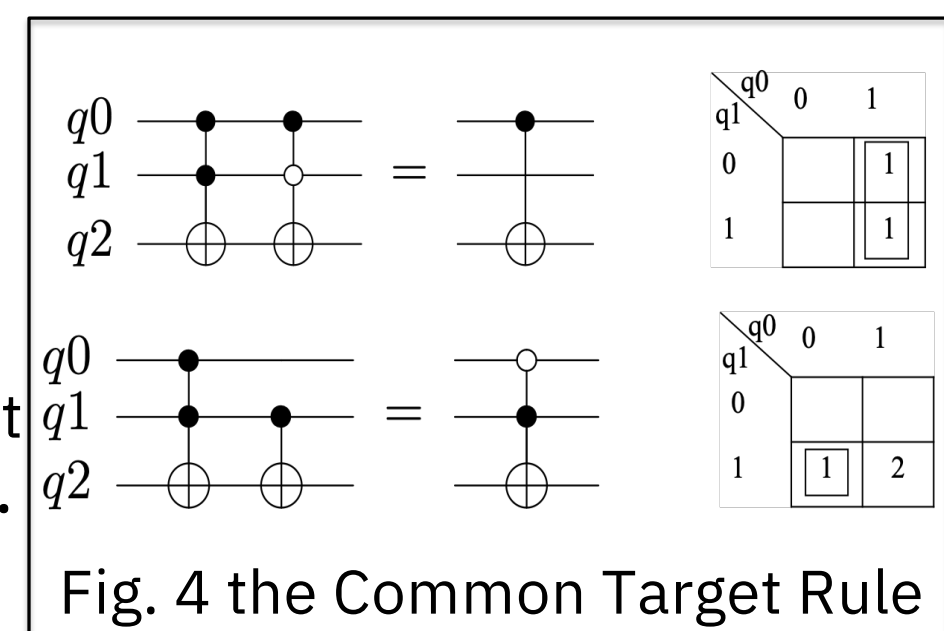 q0
q1
q2
=
q0
q1
0 1
0 1
1 1
t
.
q0
q1
q2
=
q0
q1
0 1
0
1 1 2
Fig. 4 the Common Target Rule